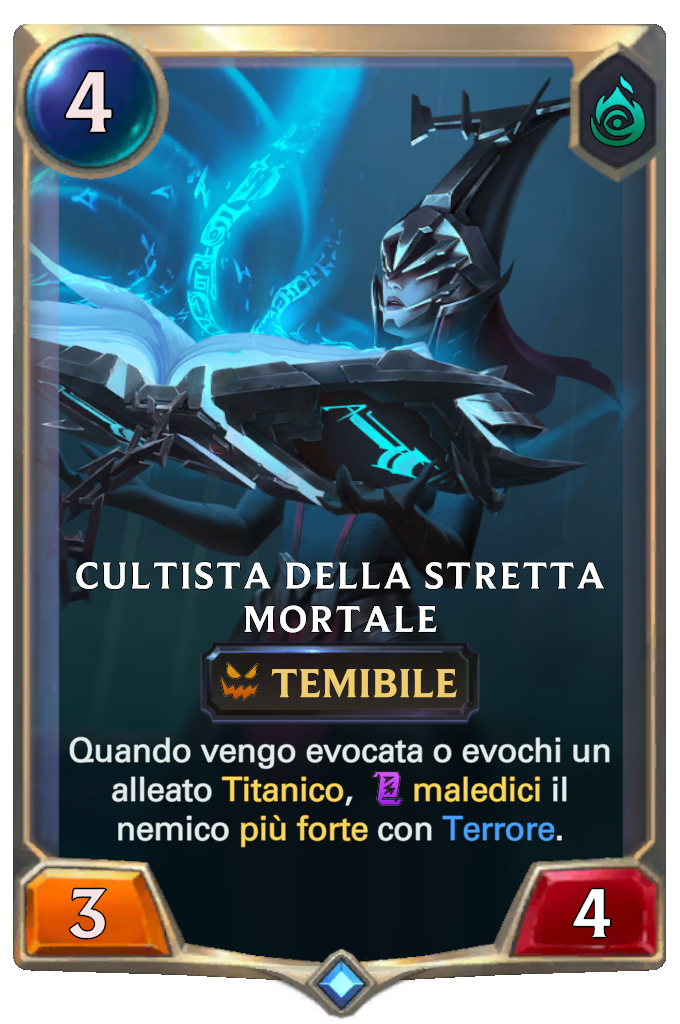 4
CULTISTA DELLA STRETTA
MORTALE
TEMIBILE
Quando vengo evocata o evochi un
alleato Titanico, maledici il
nemico più forte con Terrore.
3
4